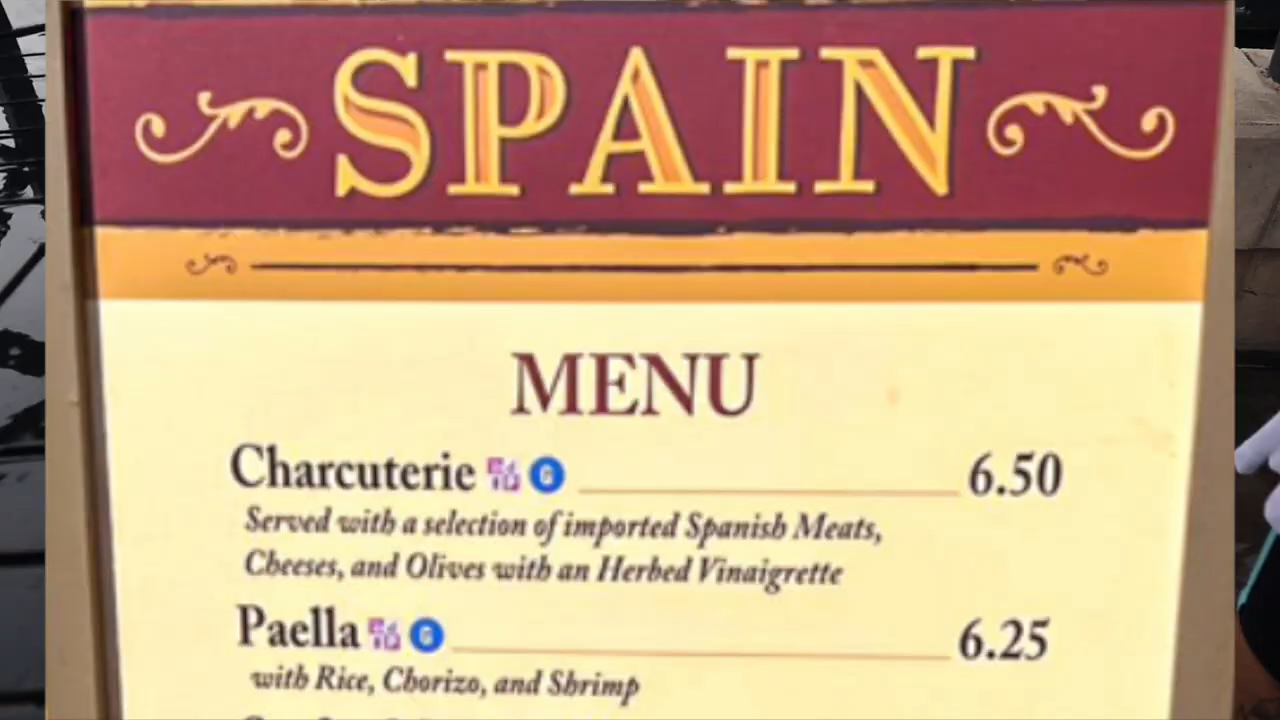 SPAIN
MENU
Charcuterie G 6.50
Served with a selection of imported Spanish Meats,
Cheeses, and Olives with an Herbed Vinaigrette
Paella G 6.25
with Rice, Chorizo, and Shrimp